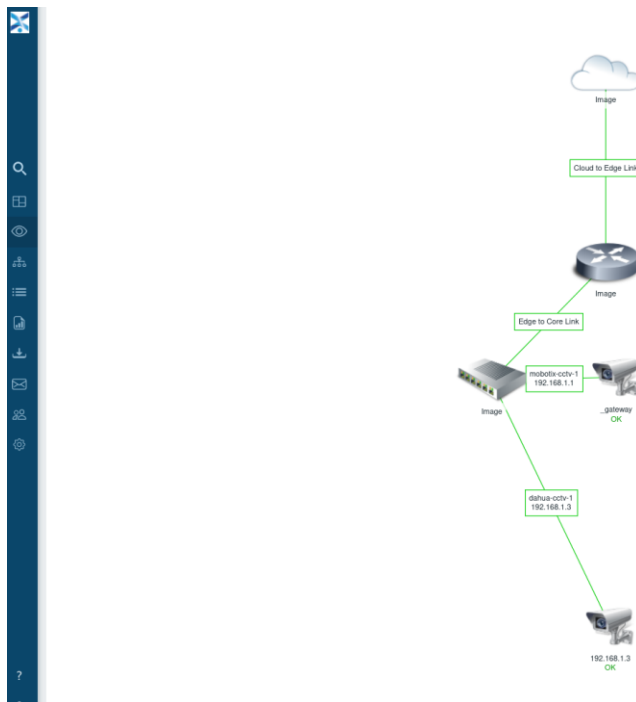 Image
Cloud to Edge Link
Image
Edge to Core Link
mobotix-cctv-1
192.168.1.1
Image
_gateway
OK
dahua-cctv-1
192.168.1.3
192.168.1.3
OK
?